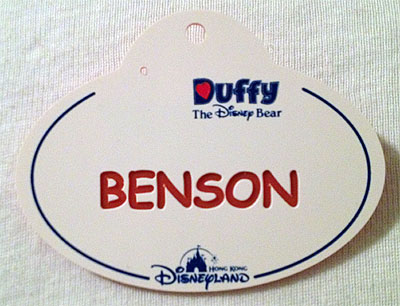 Duffy
The Disney Bear
BENSON
HONG KONG
DISNEYLAND